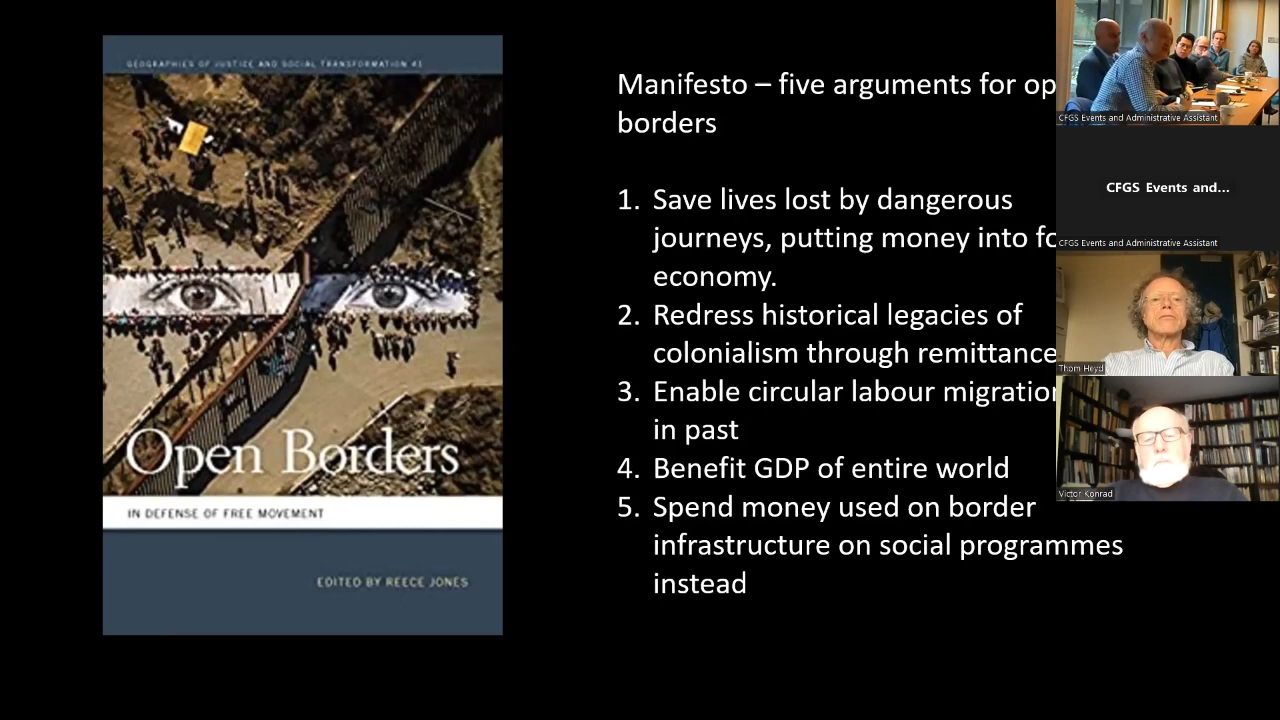 GEOGRAPHIES OF JUSTICE AND SOCIAL TRANSFORMATION 41
Open Borders
IN DEFENSE OF FREE MOVEMENT
EDITED BY REECE JONES
Manifesto – five arguments for op
borders
1. Save lives lost by dangerous
journeys, putting money into fo
economy.
2. Redress historical legacies of
colonialism through remittance
3. Enable circular labour migration
in past
4. Benefit GDP of entire world
5. Spend money used on border
infrastructure on social programmes
instead
CFGS Events and Administrative Assistant
CFGS Events and...
CFGS Events and Administrative Assistant
Thom Heyd
Victor Konrad